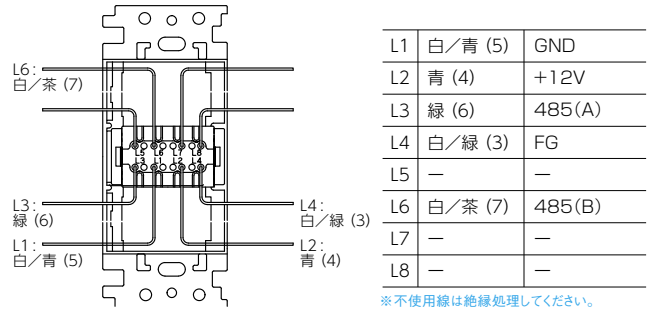 L6:
白/茶 (7)
L5 L6 L7 L8
L3 L1 L2 L4
L3:
緑 (6)
L4:
白/緑 (3)
L1:
白/青 (5)
L2:
青 (4)
L1 白/青 (5) GND
L2 青 (4) +12V
L3 緑 (6) 485(A)
L4 白/緑 (3) FG
L5 — —
L6 白/茶 (7) 485(B)
L7 — —
L8 — —
※不使用線は絶縁処理してください。